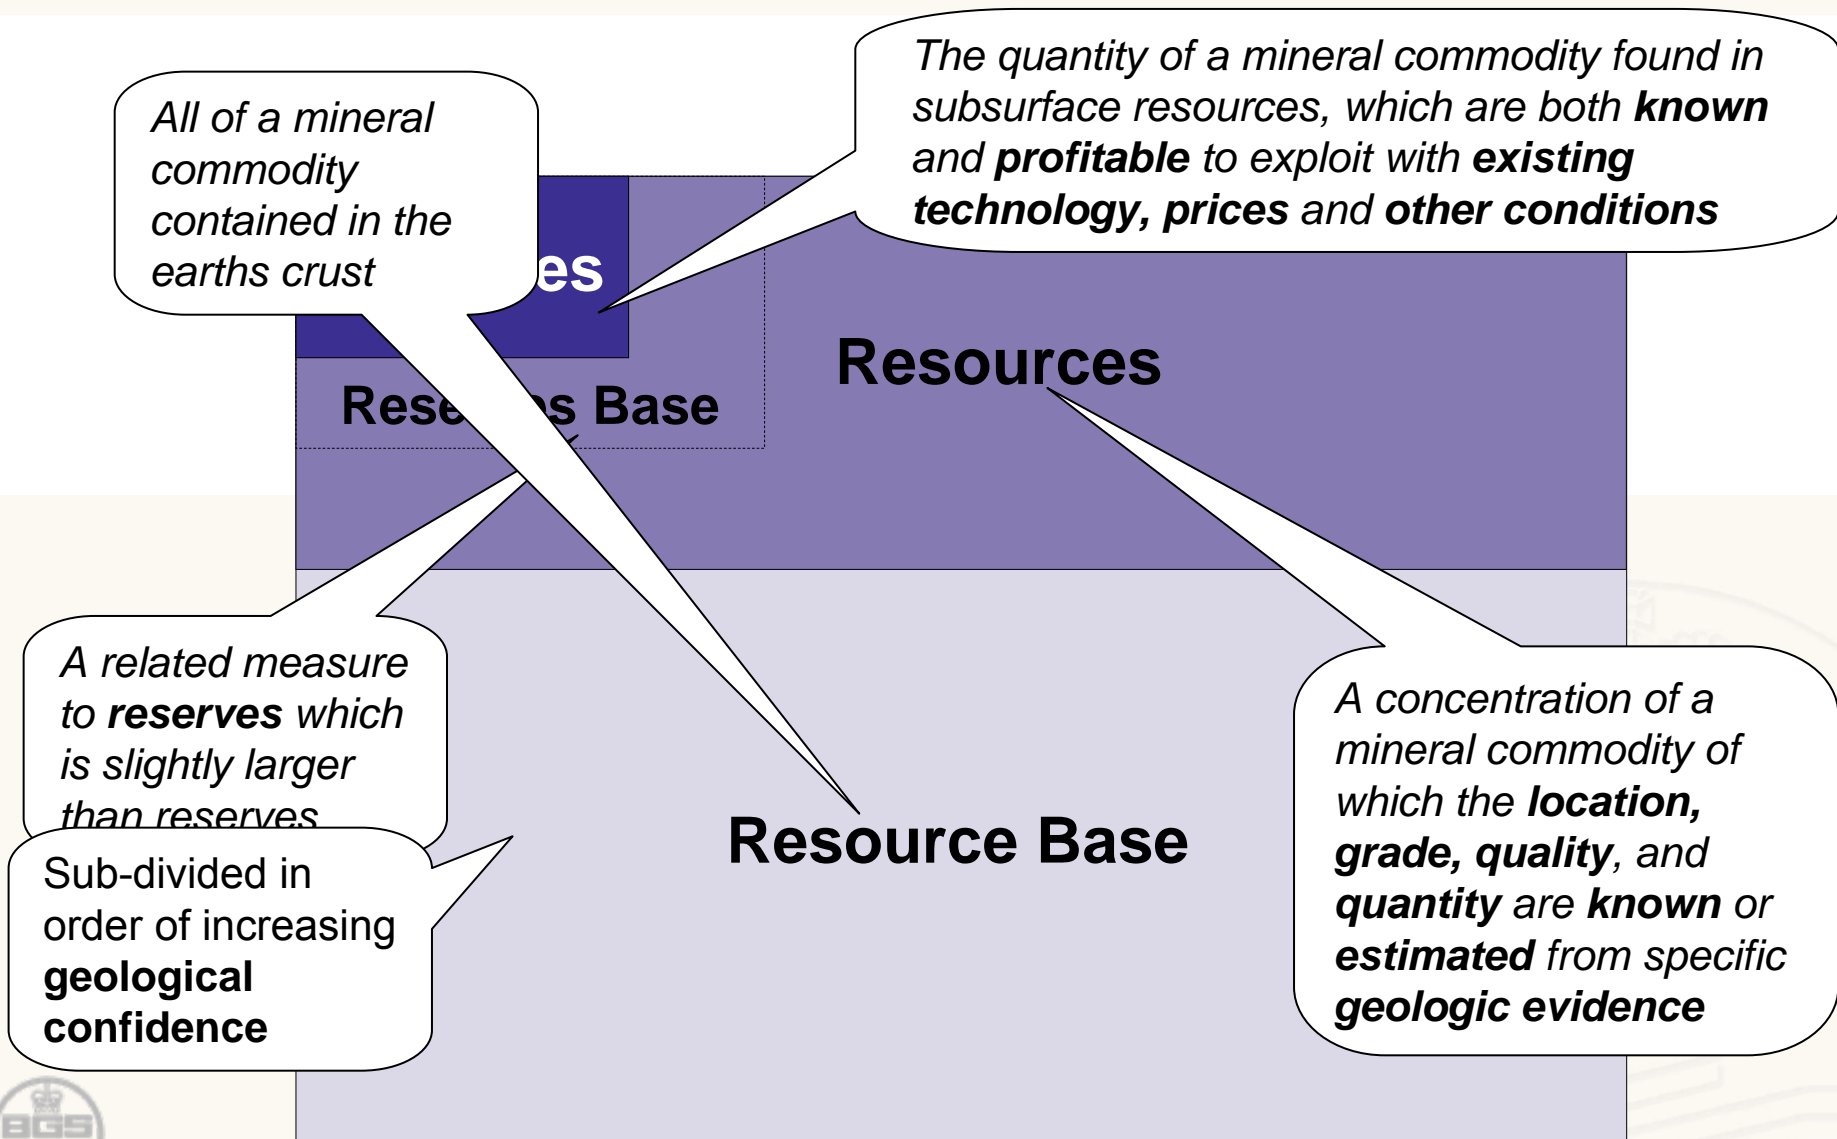 The quantity of a mineral commodity found in
subsurface resources, which are both known
and profitable to exploit with existing
technology, prices and other conditions
All of a mineral
commodity
contained in the
earths crust
es
Resources
Base
A related measure
to reserves which
is slightly larger
than reserves
Resource Base
Sub-divided in
order of increasing
geological
confidence
A concentration of a
mineral commodity of
which the location,
grade, quality, and
quantity are known or
estimated from specific
geologic evidence
BGS